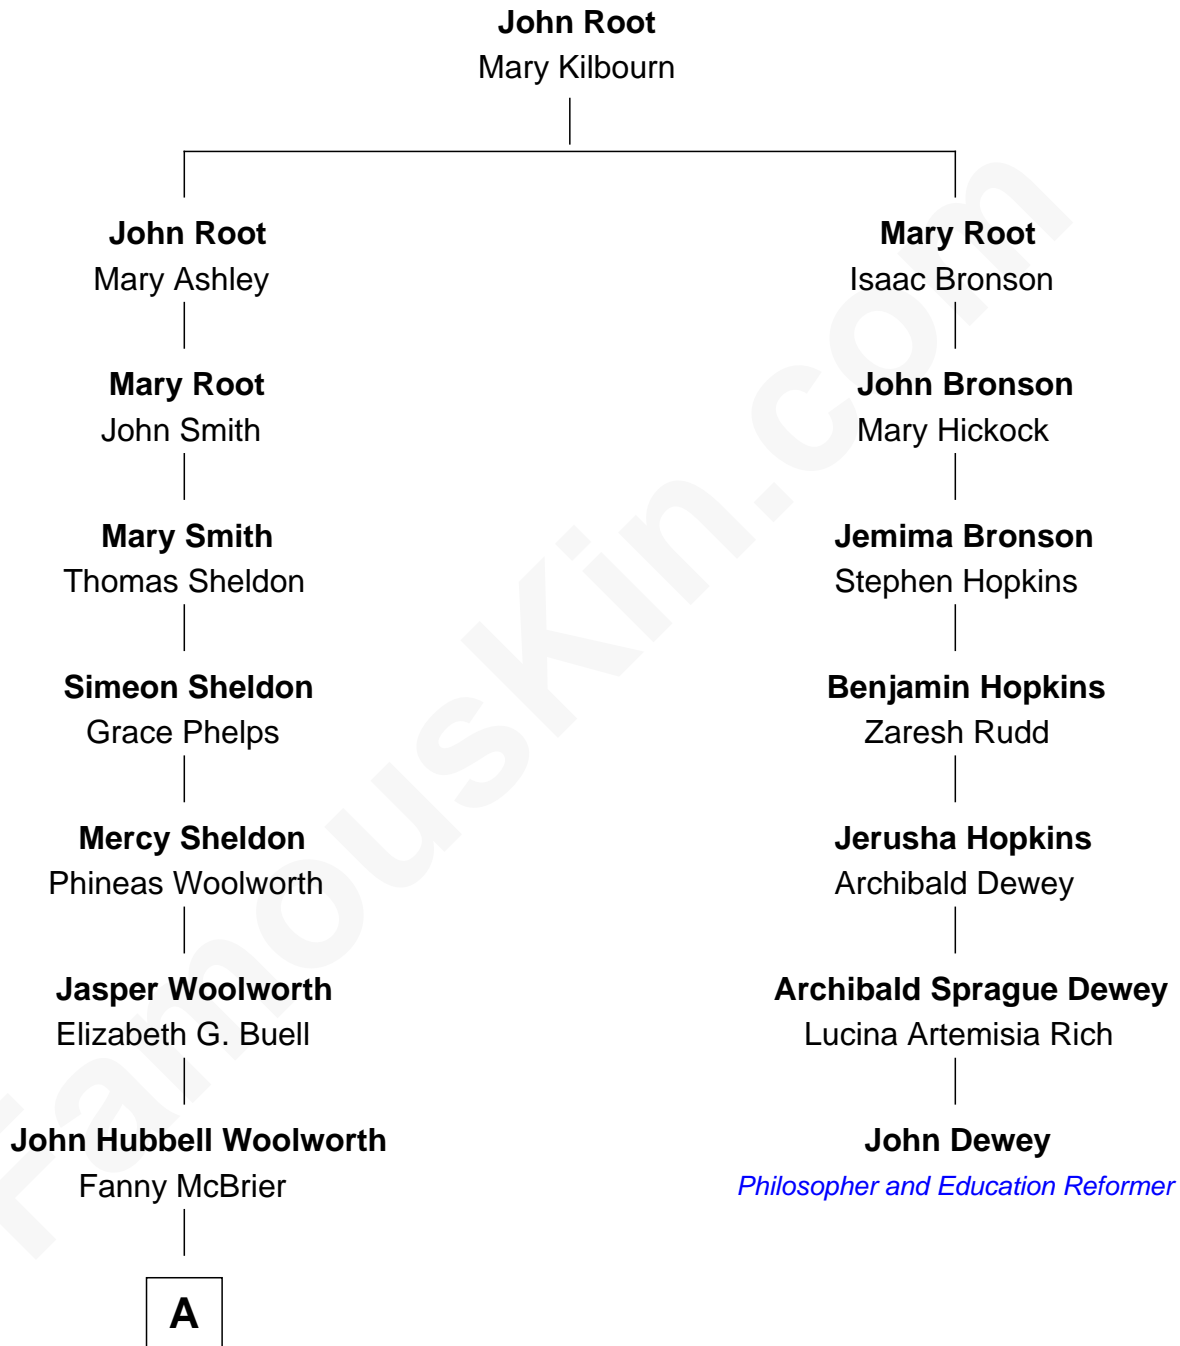 John Root
Mary Kilbourn
John Root
Mary Ashley
Mary Root
Isaac Bronson
Mary Root
John Smith
John Bronson
Mary Hickock
Mary Smith
Thomas Sheldon
Jemima Bronson
Stephen Hopkins
Simeon Sheldon
Grace Phelps
Benjamin Hopkins
Zaresh Rudd
Mercy Sheldon
Phineas Woolworth
Jerusha Hopkins
Archibald Dewey
Jasper Woolworth
Elizabeth G. Buell
Archibald Sprague Dewey
Lucina Artemisia Rich
John Hubbell Woolworth
Fanny McBrier
John Dewey
Philosopher and Education Reformer
A
FamousKin.com